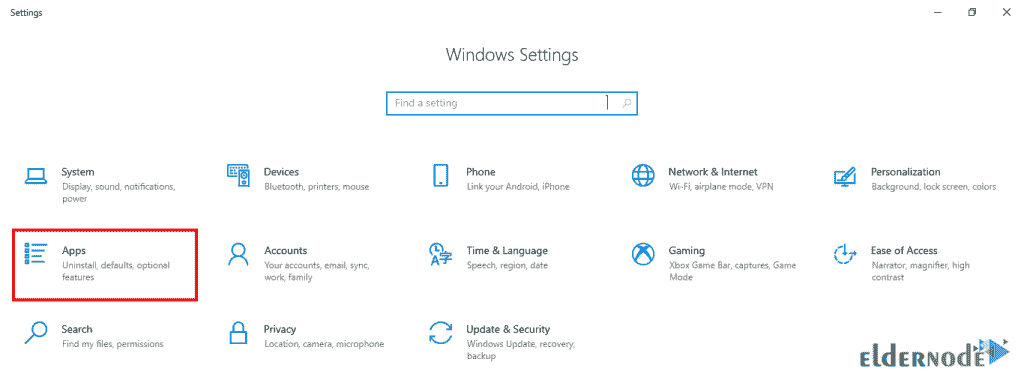 Settings
Windows Settings
Find a setting
System
Display, sound, notifications,
power
Devices
Bluetooth, printers, mouse
Phone
Link your Android, iPhone
Network & Internet
Wi-Fi, airplane mode, VPN
Personalization
Background, lock screen, colors
Apps
Uninstall, defaults, optional
features
Accounts
Your accounts, email, sync,
work, family
Time & Language
Speech, region, date
Gaming
Xbox Game Bar, captures, Game
Mode
Ease of Access
Narrator, magnifier, high
contrast
Search
Find my files, permissions
Privacy
Location, camera, microphone
Update & Security
Windows Update, recovery,
backup
eldernode